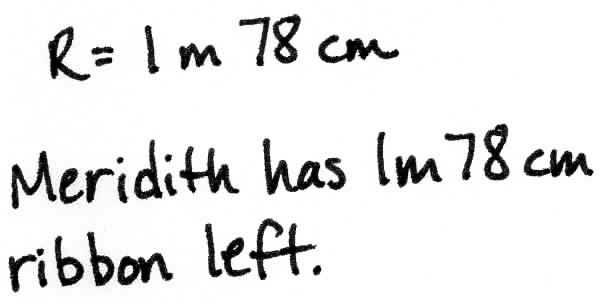 R = 1 m 78 cm
Meridith has 1m 78 cm
ribbon left.